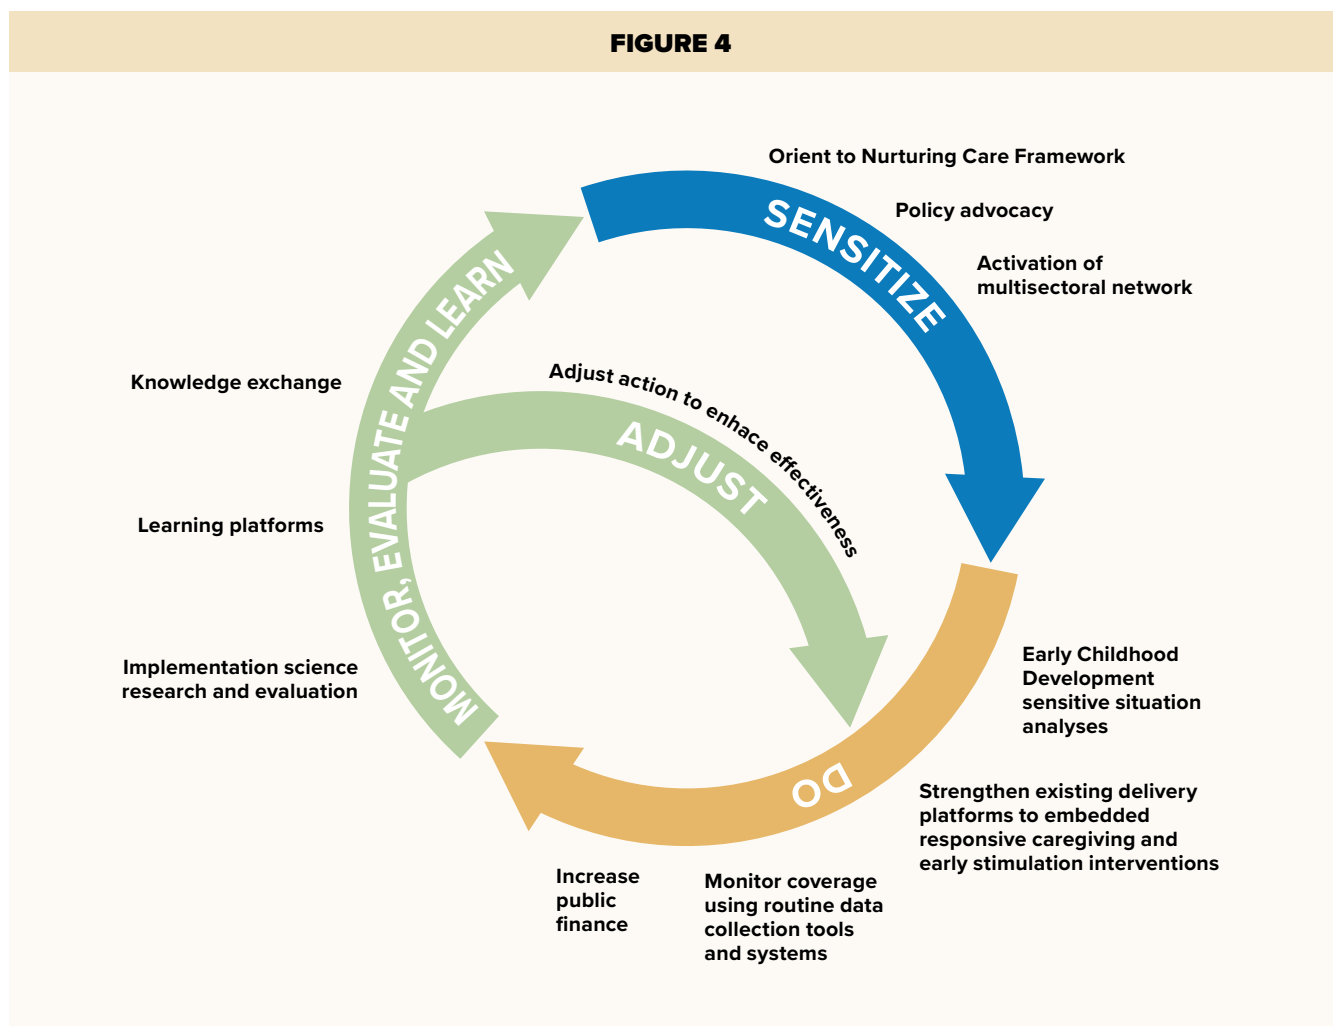 FIGURE 4
Orient to Nurturing Care Framework
SENSITIZE
Policy advocacy
Activation of
multisectoral network
Adjust action to enhace effectiveness
ADJUST
Early Childhood
Development
sensitive situation
analyses
DO
Strengthen existing delivery
platforms to embedded
responsive caregiving and
early stimulation interventions
Monitor coverage
using routine data
collection tools
and systems
Increase
public
finance
MONITOR, EVALUATE AND LEARN
Implementation science
research and evaluation
Learning platforms
Knowledge exchange